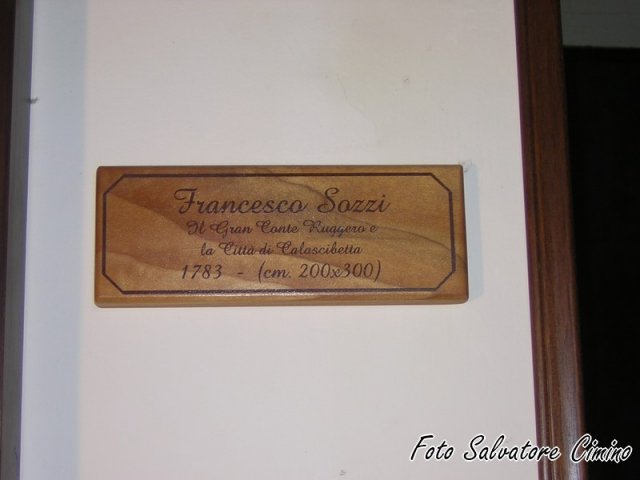 Francesco Sozzi
Il Gran Conte Ruggero e
la Città di Calascibetta
1783 - (cm. 200x300)
Foto Salvatore Cimino